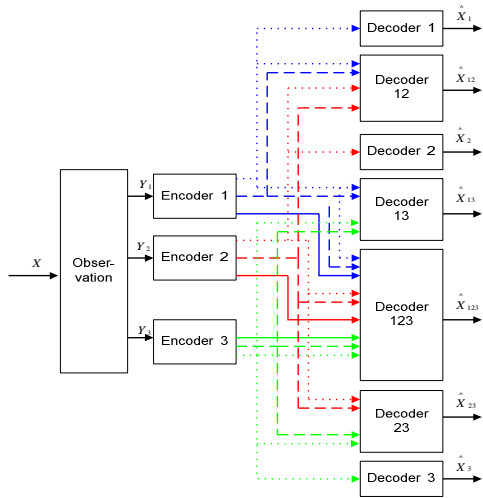 X
Obser-
vation
Y1
Y2
Y3
Encoder 1
Encoder 2
Encoder 3
Decoder 1
Decoder
12
Decoder 2
Decoder
13
Decoder
123
Decoder
23
Decoder 3
X̂1
X̂12
X̂2
X̂13
X̂123
X̂23
X̂3